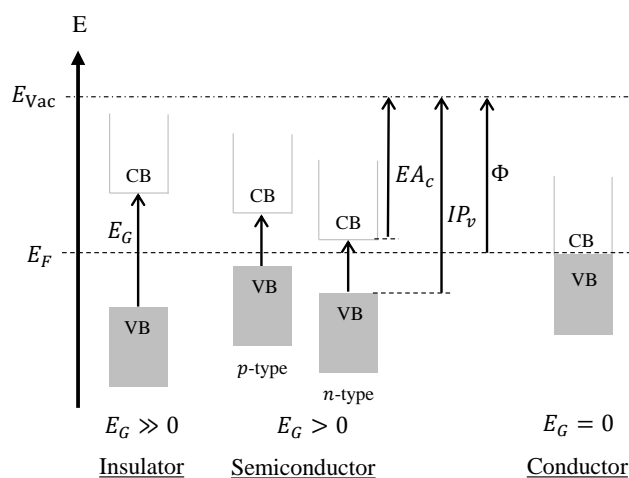 E
E_Vac
CB
CB
CB
EA_c
IP_v
Φ
E_G
E_F
CB
VB
VB
VB
VB
p-type
n-type
E_G ≫ 0
E_G > 0
E_G = 0
Insulator
Semiconductor
Conductor